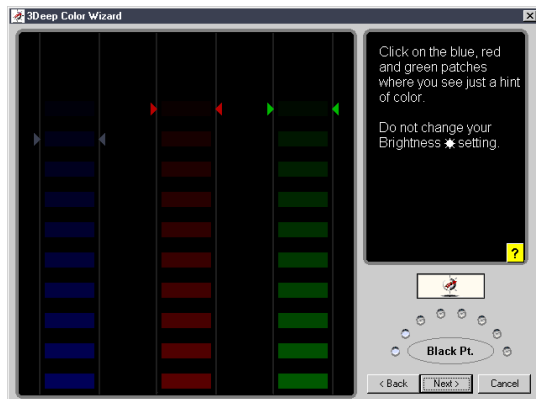 3Deep Color Wizard
Click on the blue, red
and green patches
where you see just a hint
of color.
Do not change your
Brightness setting.
?
Black Pt.
< Back
Next >
Cancel